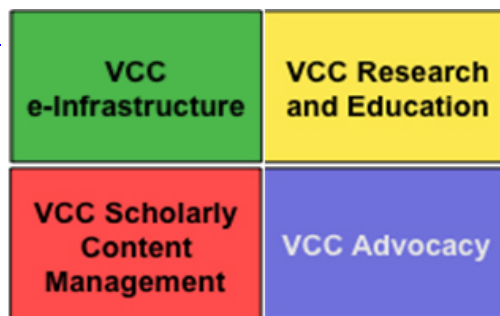 VCC
e-Infrastructure
VCC Research
and Education
VCC Scholarly
Content
Management
VCC Advocacy